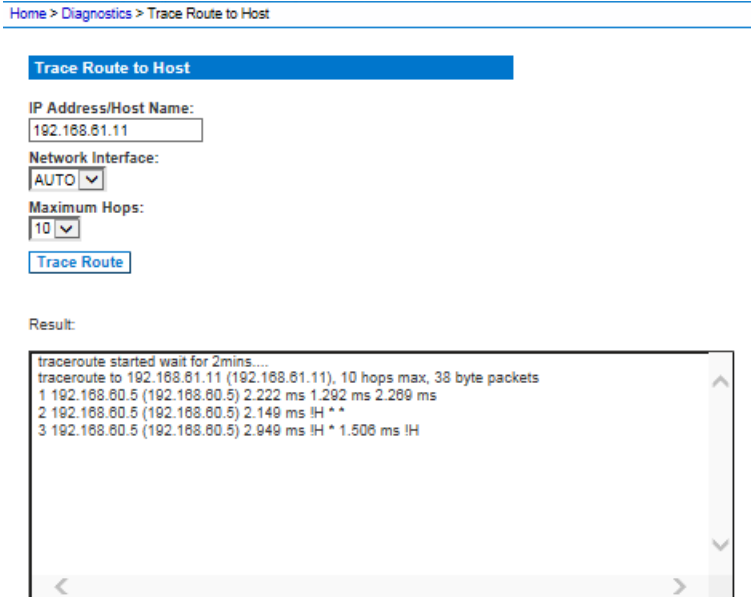 Home > Diagnostics > Trace Route to Host
Trace Route to Host
IP Address/Host Name:
192.168.61.11
Network Interface:
AUTO
Maximum Hops:
10
Trace Route
Result:
traceroute started wait for 2mins....
traceroute to 192.168.61.11 (192.168.61.11), 10 hops max, 38 byte packets
1 192.168.60.5 (192.168.60.5) 2.222 ms 1.292 ms 2.269 ms
2 192.168.60.5 (192.168.60.5) 2.149 ms !H * *
3 192.168.60.5 (192.168.60.5) 2.949 ms !H * 1.506 ms !H